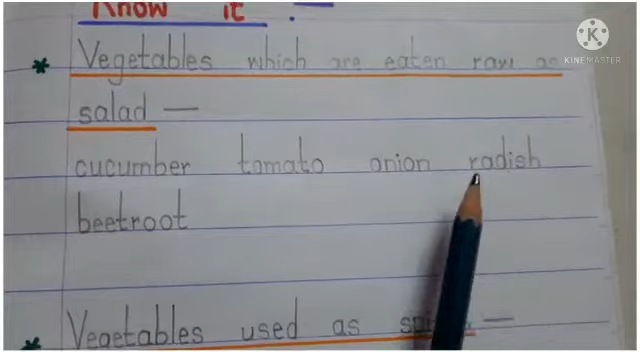 Know it :
KINEMASTER
* Vegetables which are eaten raw as
salad —
cucumber tomato onion radish
beetroot
* Vegetables used as —